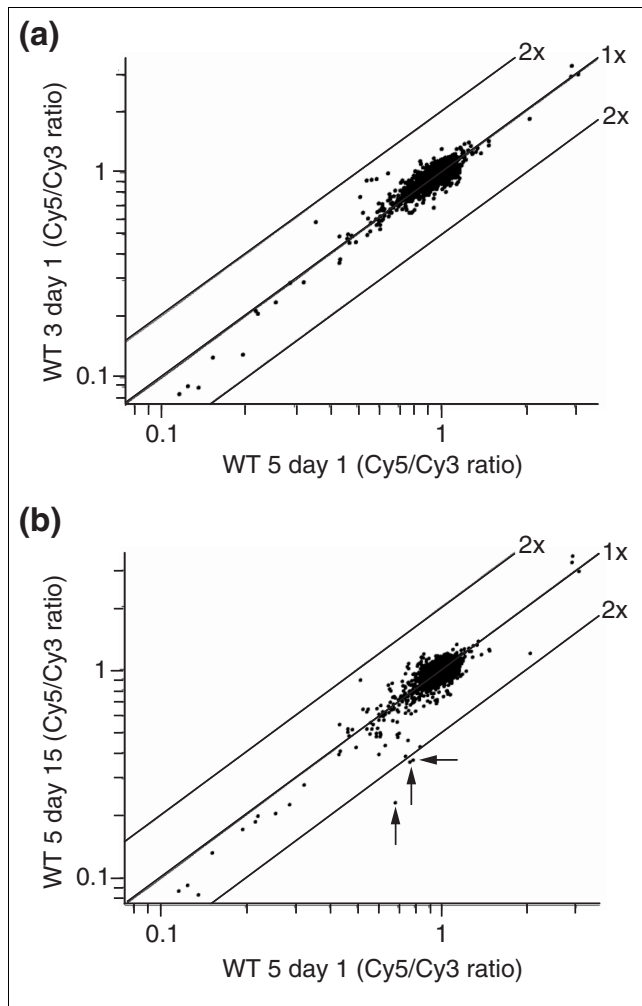 (a)
2x
1x
2x
WT 3 day 1 (Cy5/Cy3 ratio)
1
0.1
0.1
1
WT 5 day 1 (Cy5/Cy3 ratio)
(b)
2x
1x
2x
WT 5 day 15 (Cy5/Cy3 ratio)
1
0.1
0.1
1
WT 5 day 1 (Cy5/Cy3 ratio)